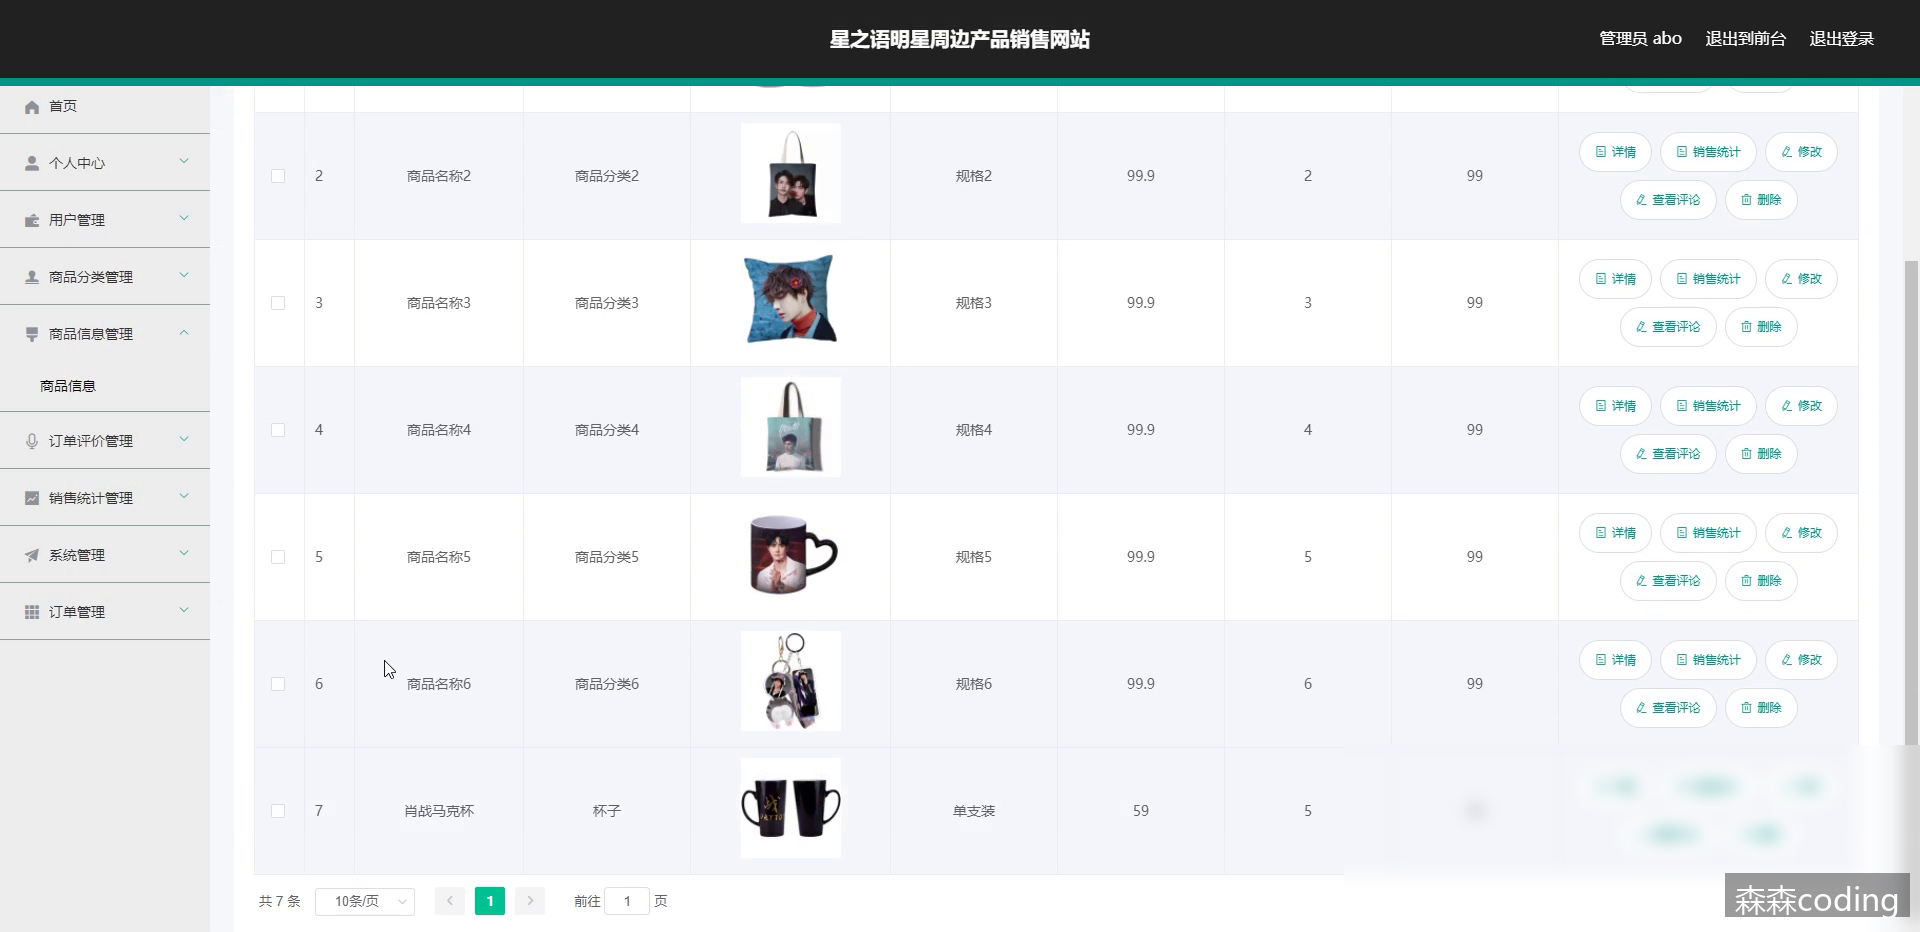 星之语明星周边产品销售网站
管理员 abo 退出到前台 退出登录
首页
个人中心
用户管理
商品分类管理
商品信息管理
商品信息
订单评价管理
销售统计管理
系统管理
订单管理
2 商品名称2 商品分类2 规格2 99.9 2 99
详情 销售统计 修改
查看评论 删除
3 商品名称3 商品分类3 规格3 99.9 3 99
详情 销售统计 修改
查看评论 删除
4 商品名称4 商品分类4 规格4 99.9 4 99
详情 销售统计 修改
查看评论 删除
5 商品名称5 商品分类5 规格5 99.9 5 99
详情 销售统计 修改
查看评论 删除
6 商品名称6 商品分类6 规格6 99.9 6 99
详情 销售统计 修改
查看评论 删除
7 肖战马克杯 杯子 单支装 59 5
共 7 条 10条/页 1 前往 1 页
森森coding